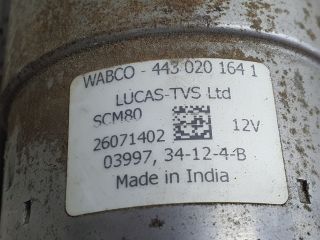 WABCO - 443 020 164 1
LUCAS-TVS Ltd
SCM80
12V
26071402
03997, 34-12-4-B
Made in India